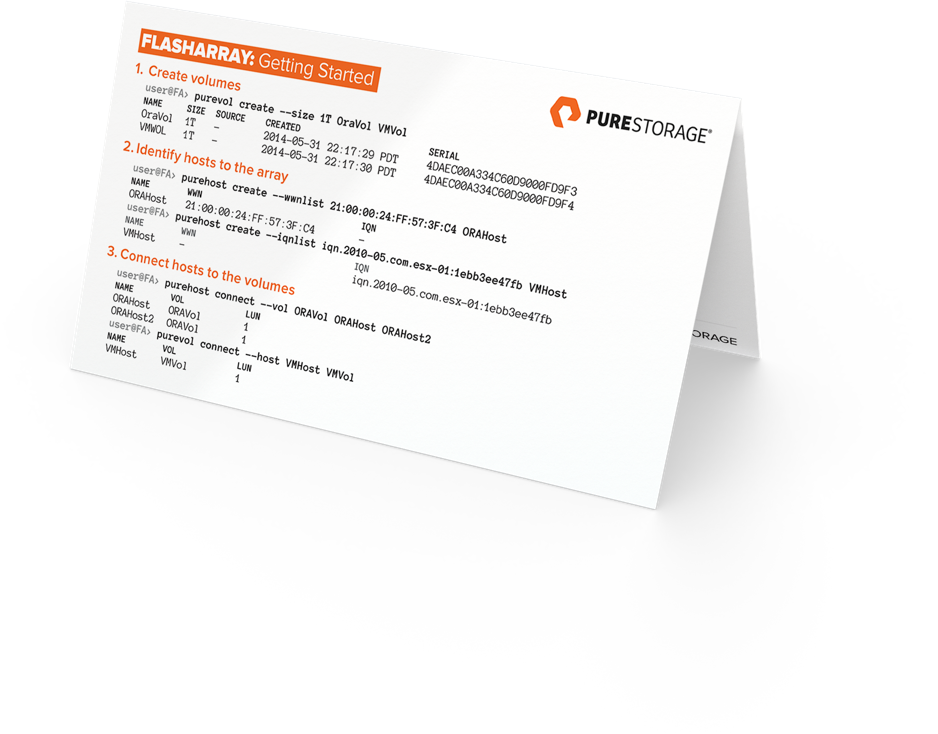 FLASHARRAY: Getting Started
PURESTORAGE®
1. Create volumes
user@FA> purevol create --size 1T OraVol VMVol
NAME SIZE SOURCE CREATED SERIAL
OraVol 1T – 2014-05-31 22:17:29 PDT 4DAEC00A334C60D9000FD9F3
VMWOL 1T – 2014-05-31 22:17:30 PDT 4DAEC00A334C60D9000FD9F4
2. Identify hosts to the array
user@FA> purehost create --wwnlist 21:00:00:24:FF:57:3F:C4 ORAHost
NAME WWN IQN
ORAHost 21:00:00:24:FF:57:3F:C4 –
user@FA> purehost create --iqnlist iqn.2010-05.com.esx-01:1ebb3ee47fb VMHost
NAME WWN IQN
VMHost – iqn.2010-05.com.esx-01:1ebb3ee47fb
3. Connect hosts to the volumes
user@FA> purehost connect --vol ORAVol ORAHost ORAHost2
NAME VOL LUN
ORAHost ORAVol 1
ORAHost2 ORAVol 1
user@FA> purevol connect --host VMHost VMVol
NAME VOL LUN
VMHost VMVol 1
ORAGE